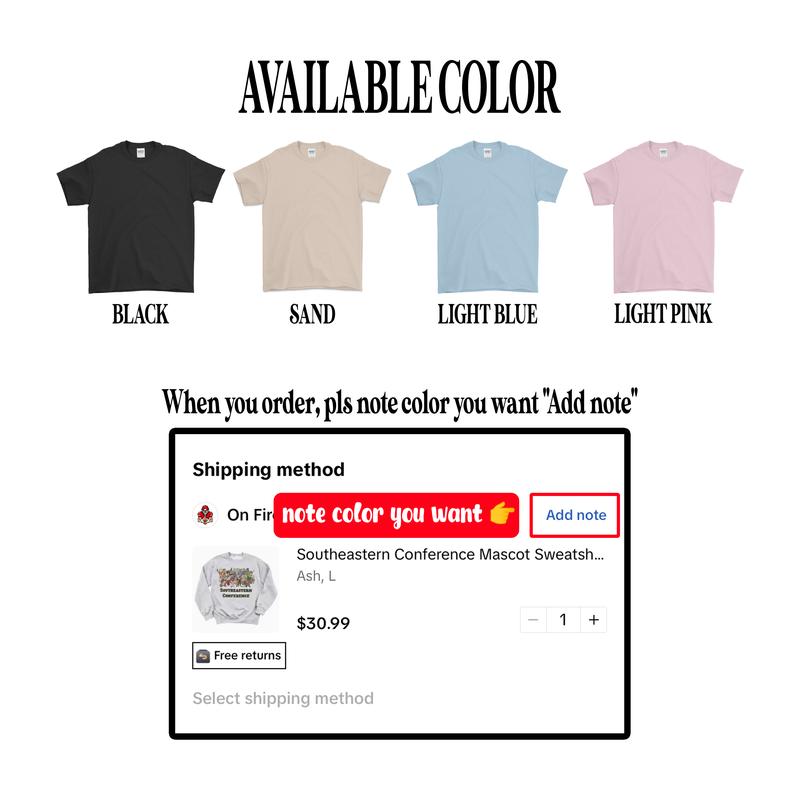 AVAILABLE COLOR
BLACK
SAND
LIGHT BLUE
LIGHT PINK
When you order, pls note color you want "Add note"
Shipping method
On Fir
note color you want 👉
Add note
Southeastern Conference Mascot Sweatsh...
Ash, L
SOUTHEASTERN
CONFERENCE
$30.99
− 1 +
Free returns
Select shipping method